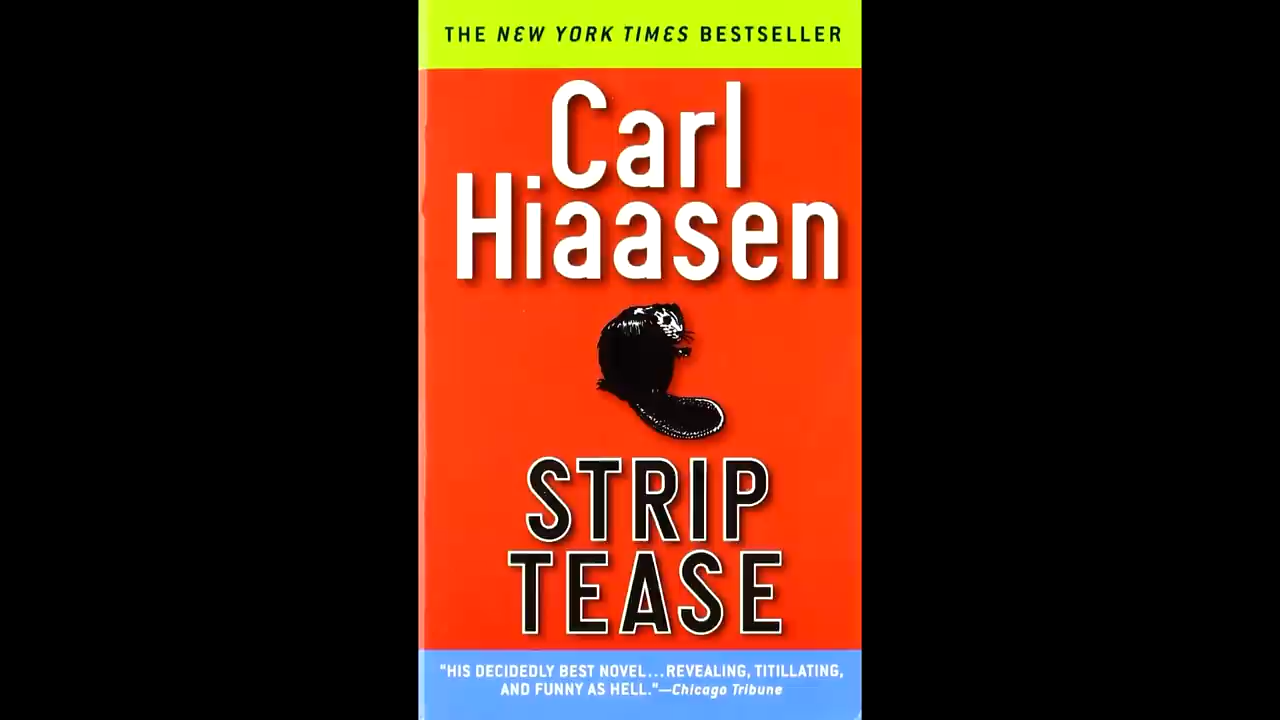 THE NEW YORK TIMES BESTSELLER
Carl
Hiaasen
STRIP
TEASE
"HIS DECIDEDLY BEST NOVEL...REVEALING, TITILLATING,
AND FUNNY AS HELL."—Chicago Tribune